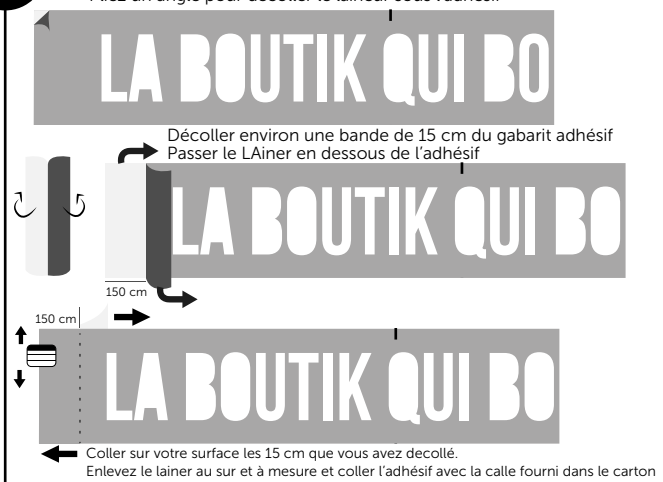 LA BOUTIK QUI BO
Décoller environ une bande de 15 cm du gabarit adhésif
Passer le LAiner en dessous de l'adhésif
LA BOUTIK QUI BO
150 cm
150 cm
LA BOUTIK QUI BO
Coller sur votre surface les 15 cm que vous avez decollé.
Enlevez le lainer au sur et à mesure et coller l'adhésif avec la calle fourni dans le carton